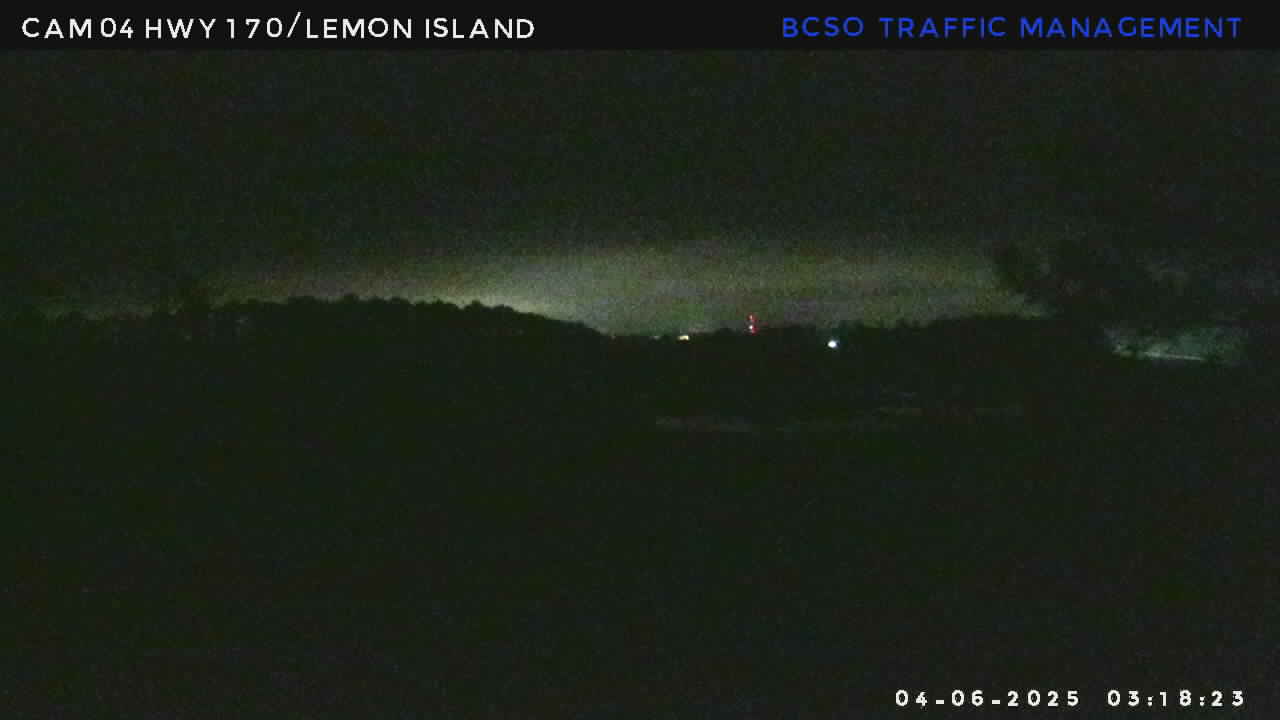 CAM04 HWY 170/LEMON ISLAND
BCSO TRAFFIC MANAGEMENT
04-06-2025 03:18:23